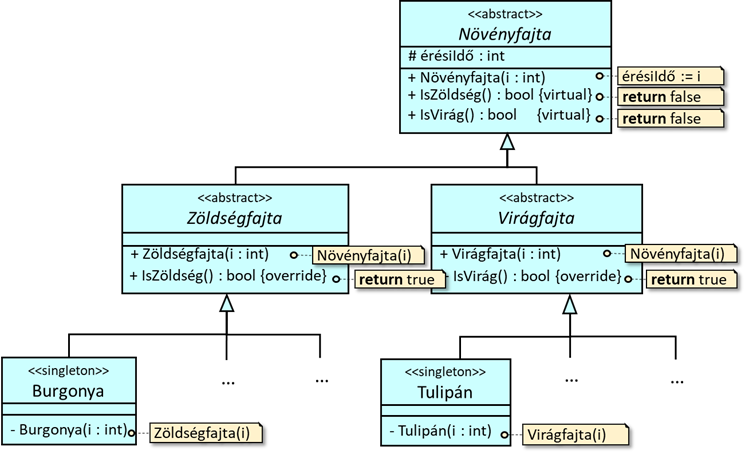 <<abstract>>
Növényfajta
# érésiIdő : int
+ Növényfajta(i : int)
érésiIdő := i
+ IsZöldség() : bool {virtual}
return false
+ IsVirág() : bool {virtual}
return false
<<abstract>>
Zöldségfajta
+ Zöldségfajta(i : int)
Növényfajta(i)
+ IsZöldség() : bool {override}
return true
<<abstract>>
Virágfajta
+ Virágfajta(i : int)
Növényfajta(i)
IsVirág() : bool {override}
return true
<<singleton>>
Burgonya
- Burgonya(i : int)
Zöldségfajta(i)
...
...
<<singleton>>
Tulipán
- Tulipán(i : int)
Virágfajta(i)
...
...